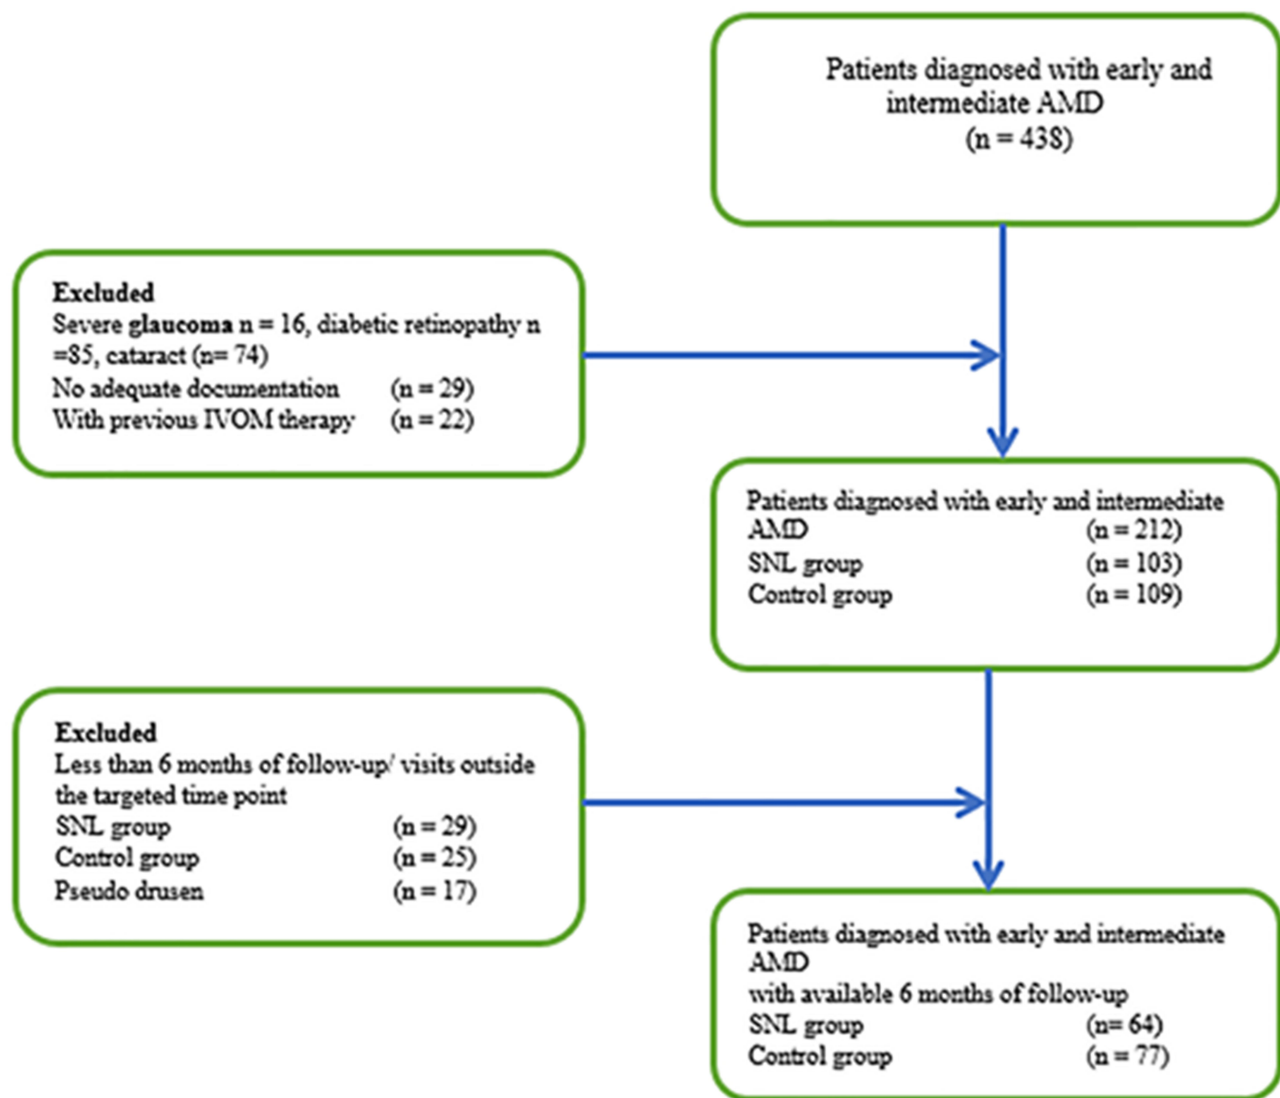 Patients diagnosed with early and
intermediate AMD
(n = 438)
Excluded
Severe glaucoma n = 16, diabetic retinopathy n
=85, cataract (n= 74)
No adequate documentation (n = 29)
With previous IVOM therapy (n = 22)
Patients diagnosed with early and intermediate
AMD (n = 212)
SNL group (n = 103)
Control group (n = 109)
Excluded
Less than 6 months of follow-up/ visits outside
the targeted time point
SNL group (n = 29)
Control group (n = 25)
Pseudo drusen (n = 17)
Patients diagnosed with early and intermediate
AMD
with available 6 months of follow-up
SNL group (n= 64)
Control group (n = 77)